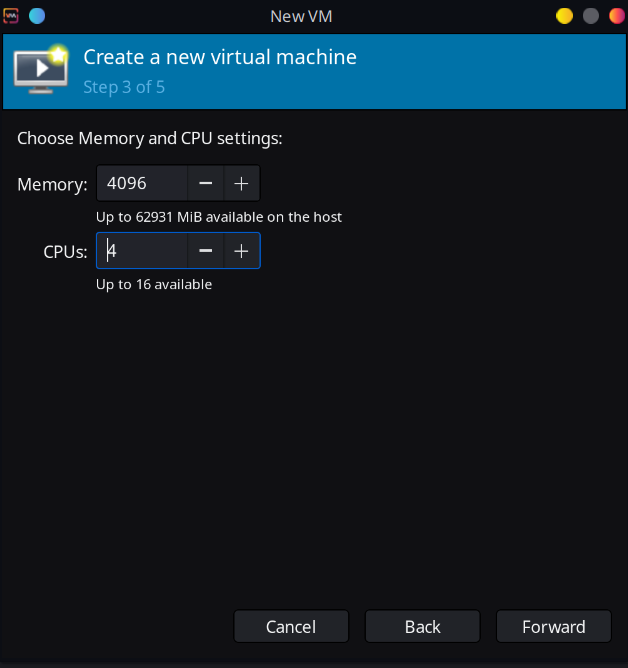 New VM
Create a new virtual machine
Step 3 of 5
Choose Memory and CPU settings:
Memory: 4096
Up to 62931 MiB available on the host
CPUs: 4
Up to 16 available
Cancel Back Forward